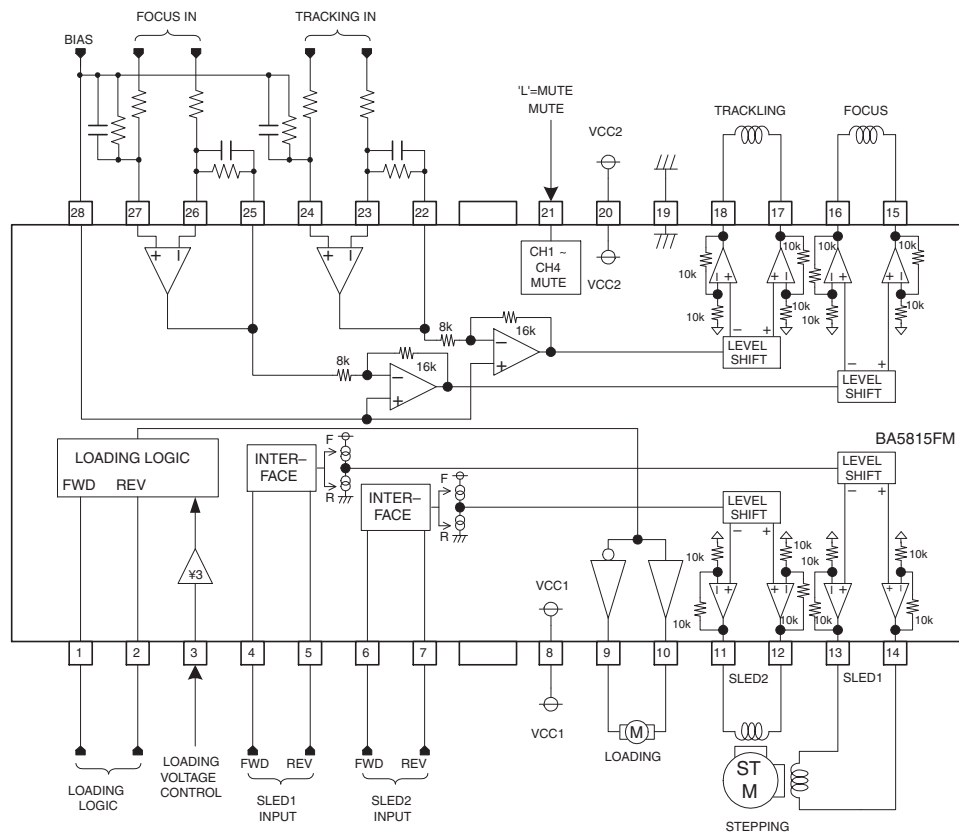 FOCUS IN
TRACKING IN
BIAS
'L'=MUTE
MUTE
VCC2
TRACKLING
FOCUS
28
27
26
25
24
23
22
21
20
19
18
17
16
15
+
–
+
–
CH1 ~
CH4
MUTE
VCC2
10k
10k
10k
10k
10k
10k
10k
10k
–
+
–
+
–
+
–
+
–
+
LEVEL
SHIFT
–
+
LEVEL
SHIFT
8k
16k
–
+
8k
16k
–
+
BA5815FM
LOADING LOGIC
FWD
REV
¥3
INTER–
FACE
F
R
INTER–
FACE
F
R
LEVEL
SHIFT
–
+
LEVEL
SHIFT
–
+
10k
10k
10k
10k
10k
10k
10k
10k
–
+
–
+
–
+
+
–
VCC1
1
2
3
4
5
6
7
8
9
10
11
12
13
14
SLED2
SLED1
VCC1
M
LOADING
ST
M
STEPPING
LOADING
LOGIC
LOADING
VOLTAGE
CONTROL
FWD
REV
SLED1
INPUT
FWD
REV
SLED2
INPUT